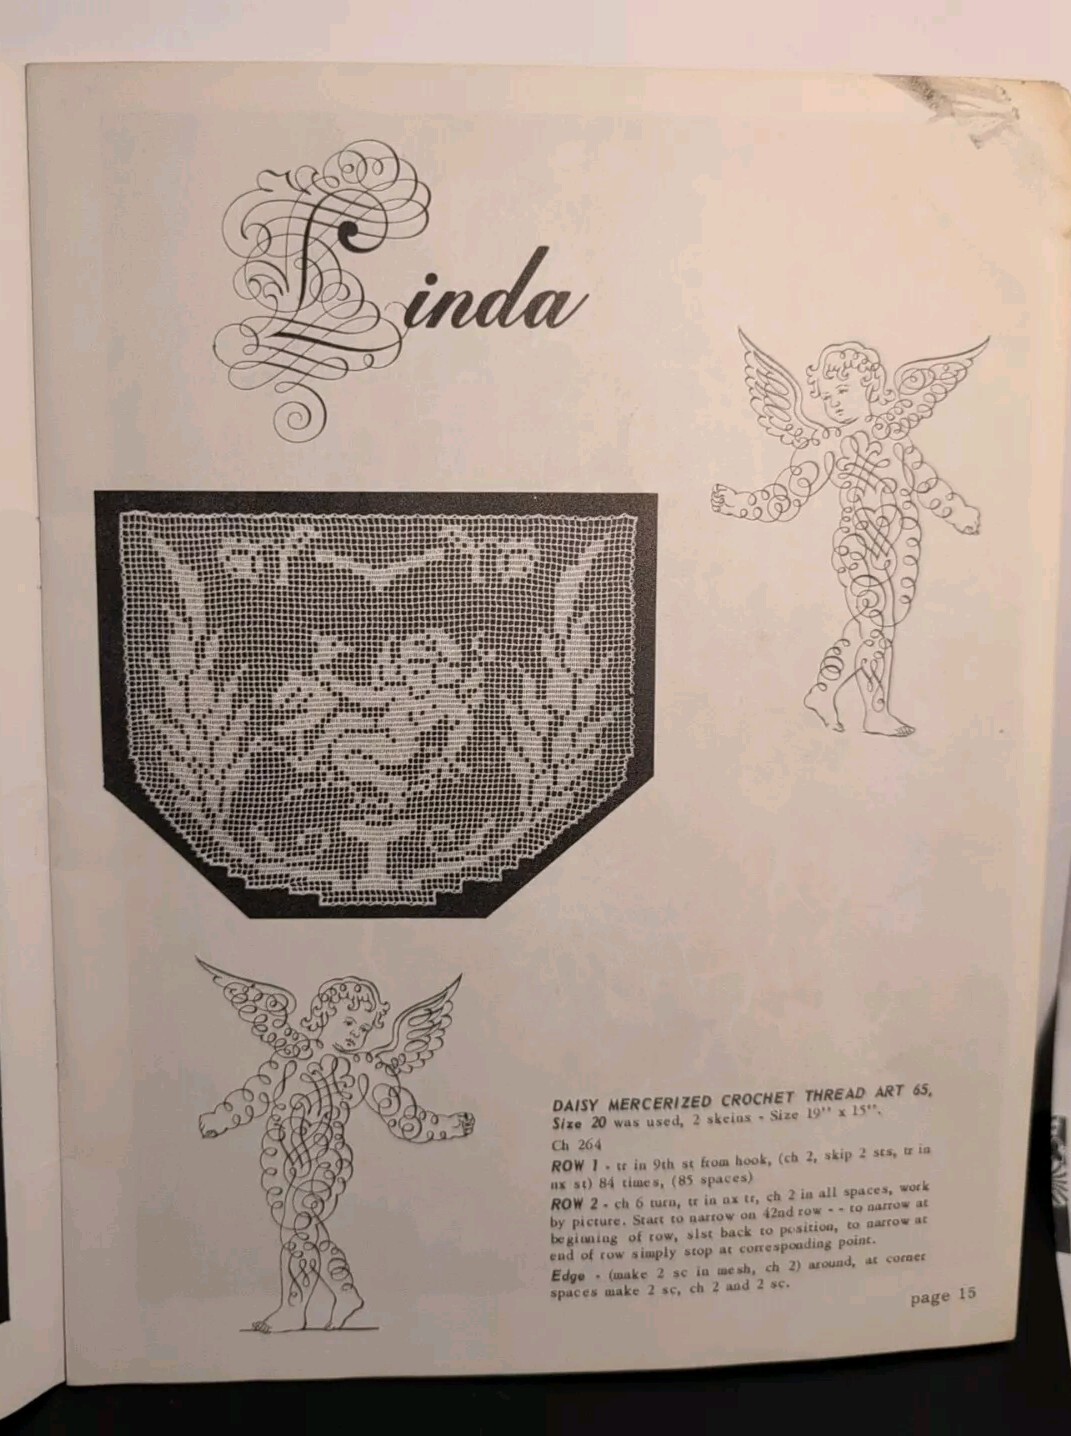 Linda
DAISY MERCERIZED CROCHET THREAD ART 65,
Size 20 was used, 2 skeins - Size 19" x 15".
Ch 264
ROW 1 - tr in 9th st from hook, (ch 2, skip 2 sts, tr in
nx st) 84 times, (85 spaces)
ROW 2 - ch 6 turn, tr in nx tr, ch 2 in all spaces, work
by picture. Start to narrow on 42nd row - - to narrow at
beginning of row, slst back to position, to narrow at
end of row simply stop at corresponding point.
Edge - (make 2 sc in mesh, ch 2) around, at corner
spaces make 2 sc, ch 2 and 2 sc.
page 15